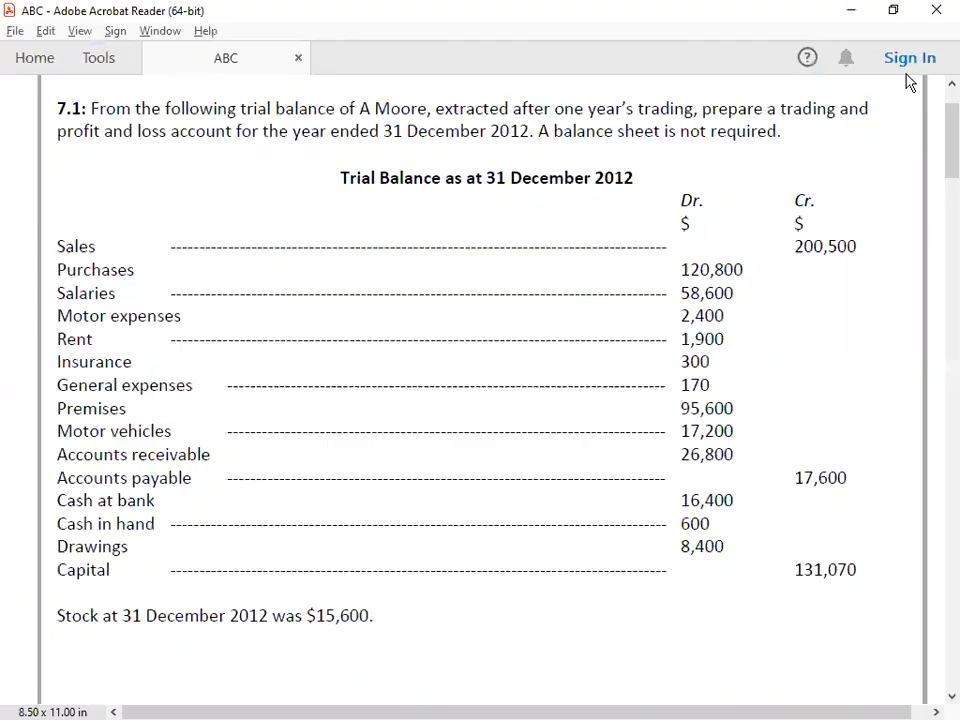 ABC - Adobe Acrobat Reader (64-bit)
File Edit View Sign Window Help
Home Tools ABC × ? Sign In
7.1: From the following trial balance of A Moore, extracted after one year’s trading, prepare a trading and
profit and loss account for the year ended 31 December 2012. A balance sheet is not required.
Trial Balance as at 31 December 2012
Dr. Cr.
$ $
Sales 200,500
Purchases 120,800
Salaries 58,600
Motor expenses 2,400
Rent 1,900
Insurance 300
General expenses 170
Premises 95,600
Motor vehicles 17,200
Accounts receivable 26,800
Accounts payable 17,600
Cash at bank 16,400
Cash in hand 600
Drawings 8,400
Capital 131,070
Stock at 31 December 2012 was $15,600.
8.50 x 11.00 in